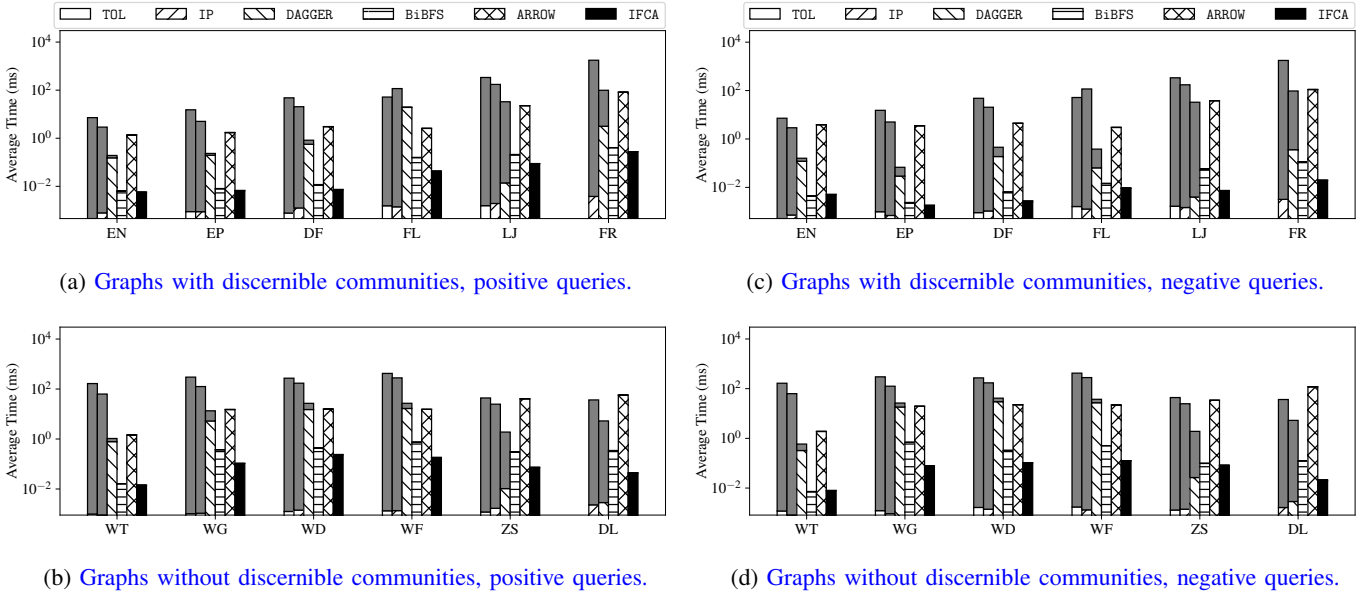 TOL IP DAGGER BiBFS ARROW IFCA
Average Time (ms)
10^4
10^2
10^0
10^−2
EN EP DF FL LJ FR
(a) Graphs with discernible communities, positive queries.
TOL IP DAGGER BiBFS ARROW IFCA
Average Time (ms)
10^4
10^2
10^0
10^−2
EN EP DF FL LJ FR
(c) Graphs with discernible communities, negative queries.
Average Time (ms)
10^4
10^2
10^0
10^−2
WT WG WD WF ZS DL
(b) Graphs without discernible communities, positive queries.
Average Time (ms)
10^4
10^2
10^0
10^−2
WT WG WD WF ZS DL
(d) Graphs without discernible communities, negative queries.